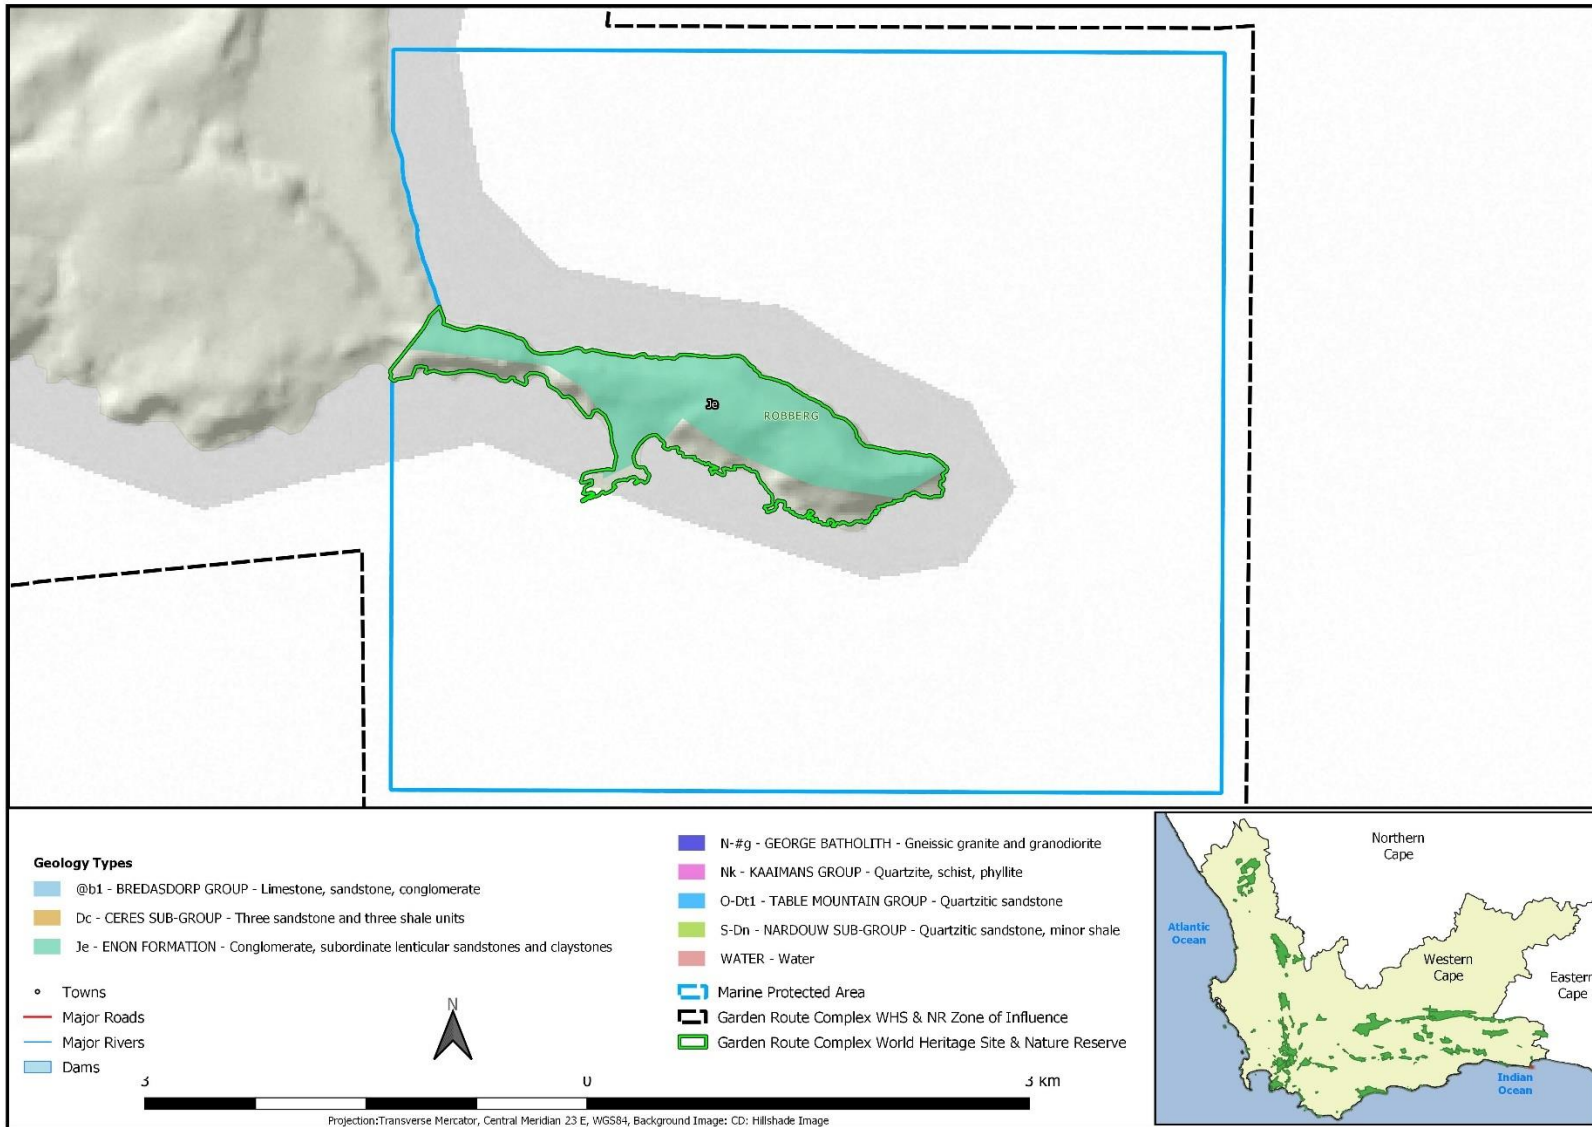 Je
ROBBERG
Geology Types
@b1 - BREDASDORP GROUP - Limestone, sandstone, conglomerate
Dc - CERES SUB-GROUP - Three sandstone and three shale units
Je - ENON FORMATION - Conglomerate, subordinate lenticular sandstones and claystones
Towns
Major Roads
Major Rivers
Dams
N-#g - GEORGE BATHOLITH - Gneissic granite and granodiorite
Nk - KAAIMANS GROUP - Quartzite, schist, phyllite
O-Dt1 - TABLE MOUNTAIN GROUP - Quartzitic sandstone
S-Dn - NARDOUW SUB-GROUP - Quartzitic sandstone, minor shale
WATER - Water
Marine Protected Area
Garden Route Complex WHS & NR Zone of Influence
Garden Route Complex World Heritage Site & Nature Reserve
N
3 0 3 km
Projection:Transverse Mercator, Central Meridian 23 E, WGS84, Background Image: CD: Hillshade Image
Northern
Cape
Atlantic
Ocean
Western
Cape
Eastern
Cape
Indian
Ocean